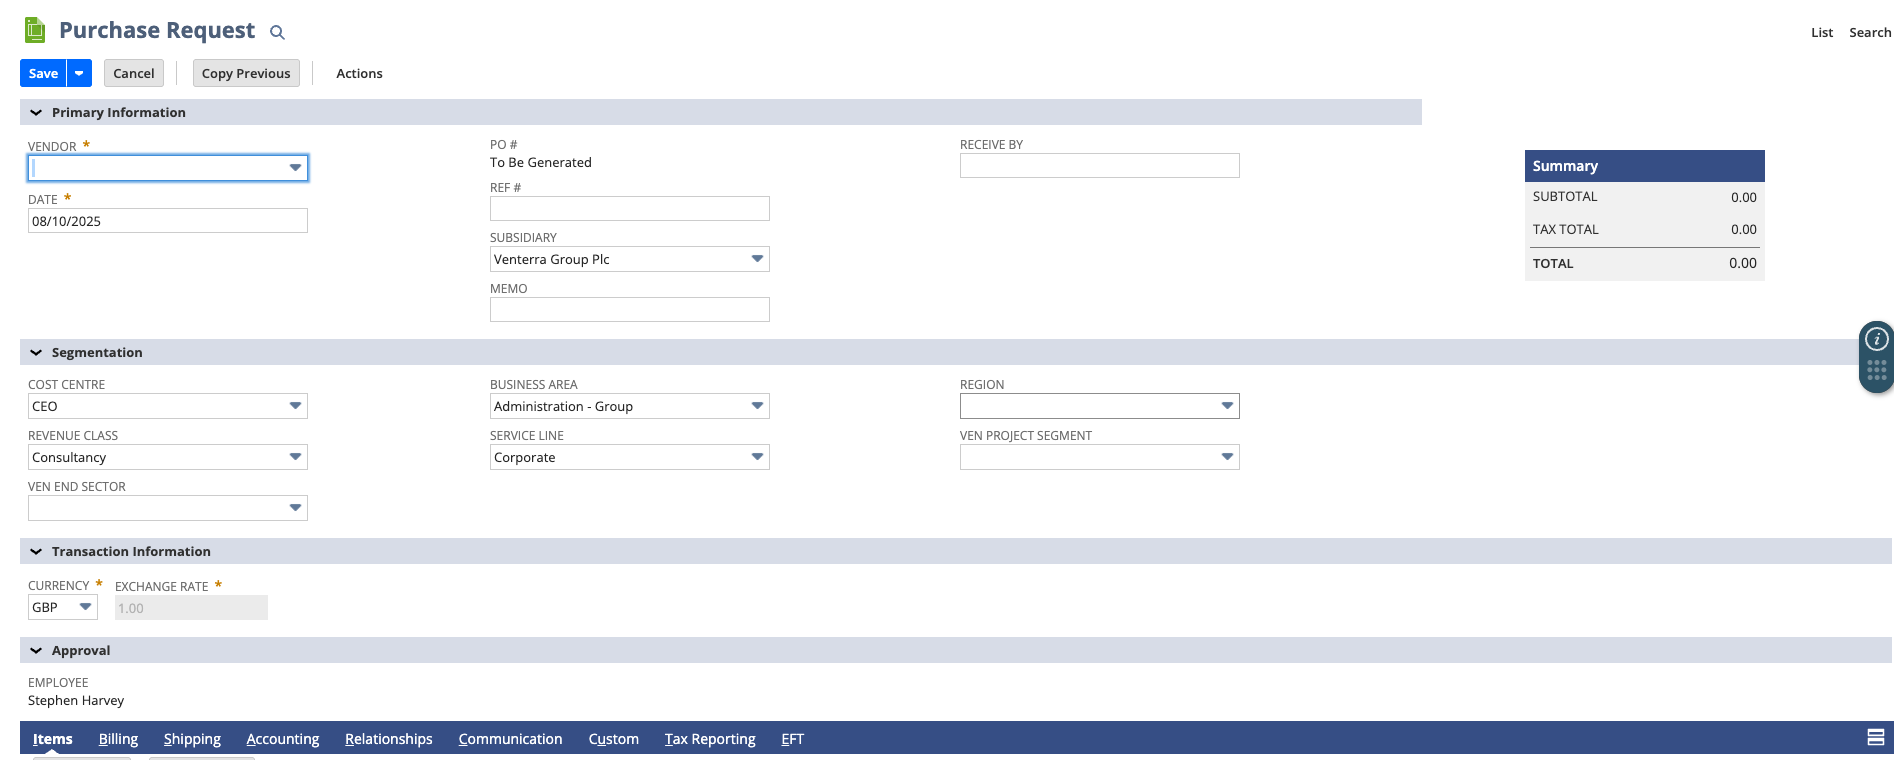 Purchase Request
List Search
Save Cancel Copy Previous Actions
Primary Information
VENDOR *
DATE *
08/10/2025
PO #
To Be Generated
REF #
SUBSIDIARY
Venterra Group Plc
MEMO
RECEIVE BY
Summary
SUBTOTAL 0.00
TAX TOTAL 0.00
TOTAL 0.00
Segmentation
COST CENTRE
CEO
REVENUE CLASS
Consultancy
VEN END SECTOR
BUSINESS AREA
Administration - Group
SERVICE LINE
Corporate
REGION
VEN PROJECT SEGMENT
Transaction Information
CURRENCY * EXCHANGE RATE *
GBP 1.00
Approval
EMPLOYEE
Stephen Harvey
Items Billing Shipping Accounting Relationships Communication Custom Tax Reporting EFT